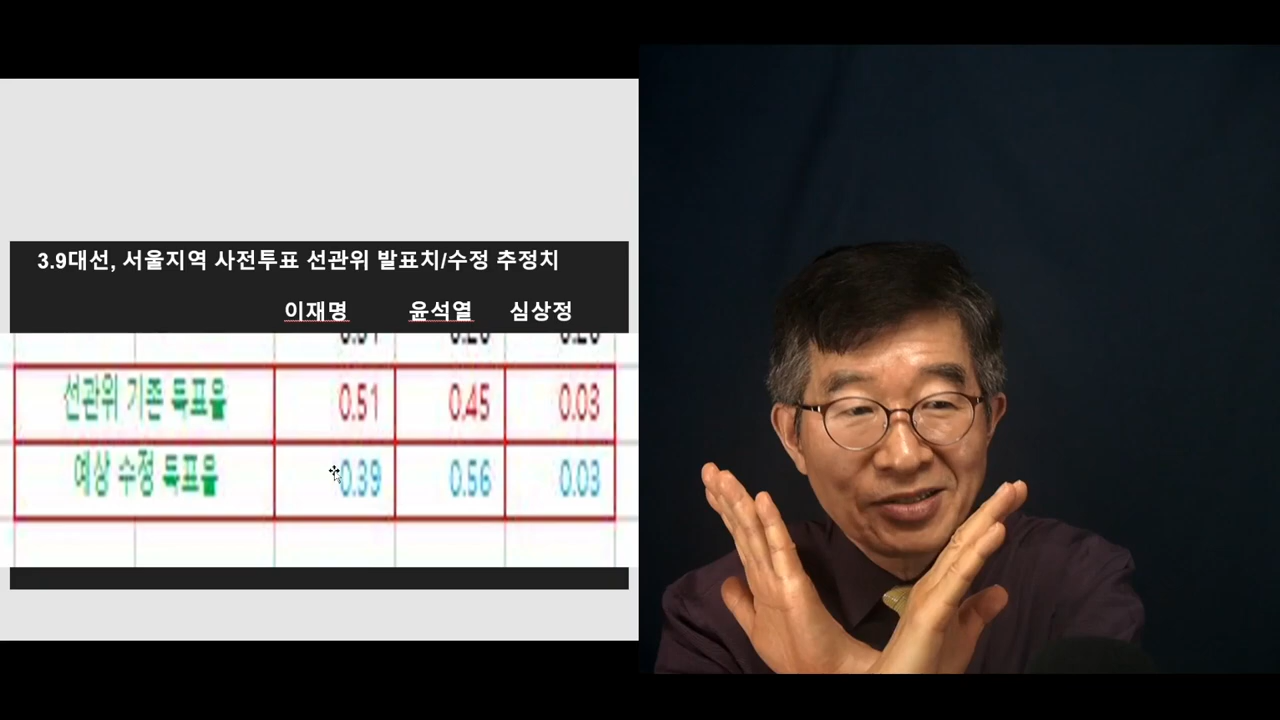 3.9대선, 서울지역 사전투표 선관위 발표치/수정 추정치
이재명 윤석열 심상정
선관위 기존 득표율 0.51 0.45 0.03
예상 수정 득표율 0.39 0.56 0.03